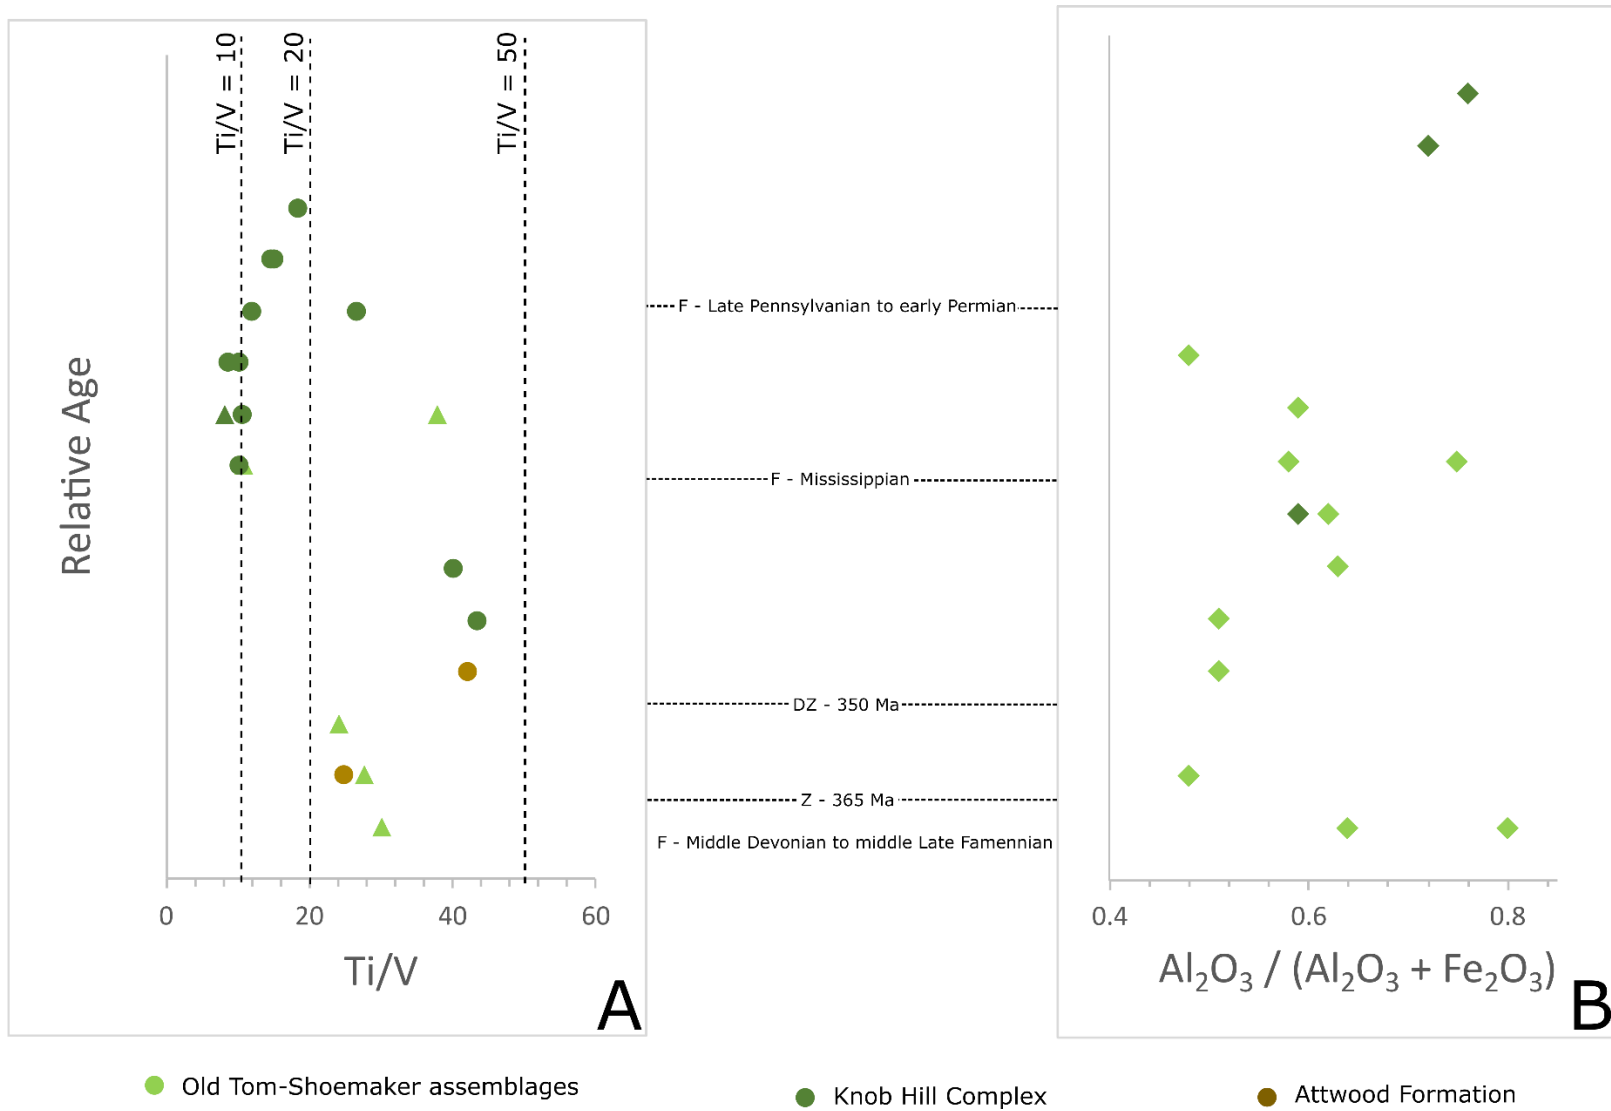 Ti/V = 10
Ti/V = 20
Ti/V = 50
Relative Age
0
20
40
60
Ti/V
A
F - Late Pennsylvanian to early Permian
F - Mississippian
DZ - 350 Ma
Z - 365 Ma
F - Middle Devonian to middle Late Famennian
0.4
0.6
0.8
Al₂O₃ / (Al₂O₃ + Fe₂O₃)
B
Old Tom-Shoemaker assemblages
Knob Hill Complex
Attwood Formation